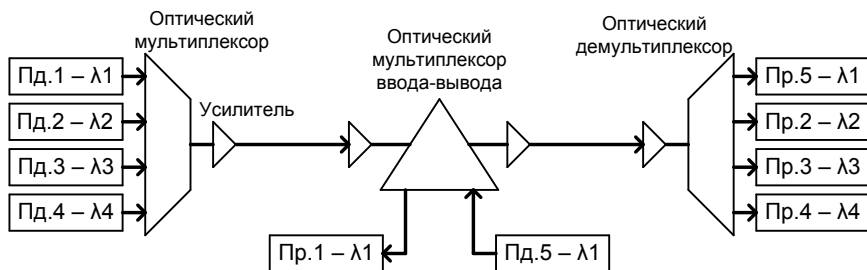 Оптический
мультиплексор
Оптический
мультиплексор
ввода-вывода
Оптический
демультиплексор
Усилитель
Пд.1 – λ1
Пд.2 – λ2
Пд.3 – λ3
Пд.4 – λ4
Пр.5 – λ1
Пр.2 – λ2
Пр.3 – λ3
Пр.4 – λ4
Пр.1 – λ1
Пд.5 – λ1